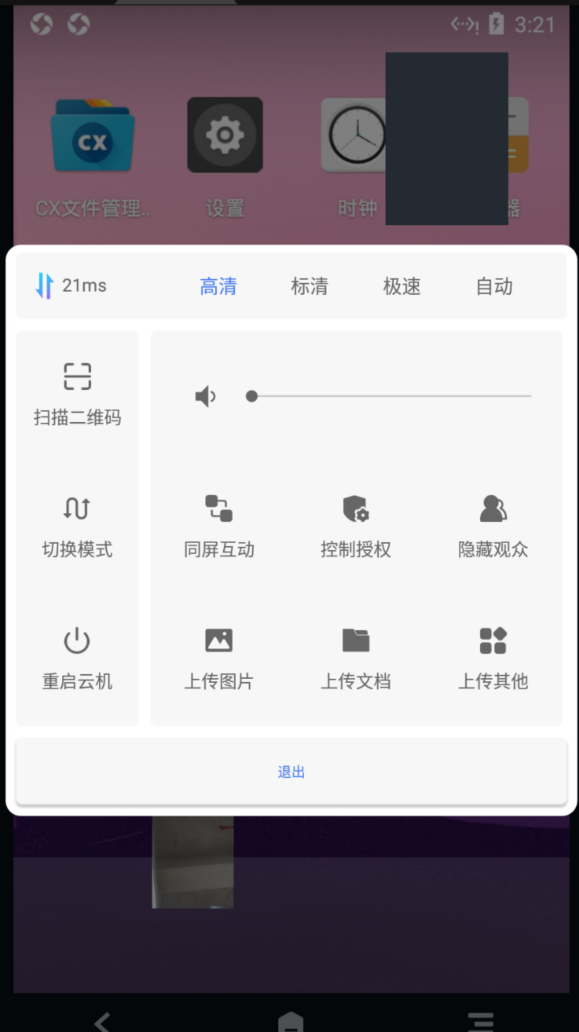 3:21
CX
CX文件管理..
设置
时钟
器
21ms
高清
标清
极速
自动
扫描二维码
切换模式
同屏互动
控制授权
隐藏观众
重启云机
上传图片
上传文档
上传其他
退出